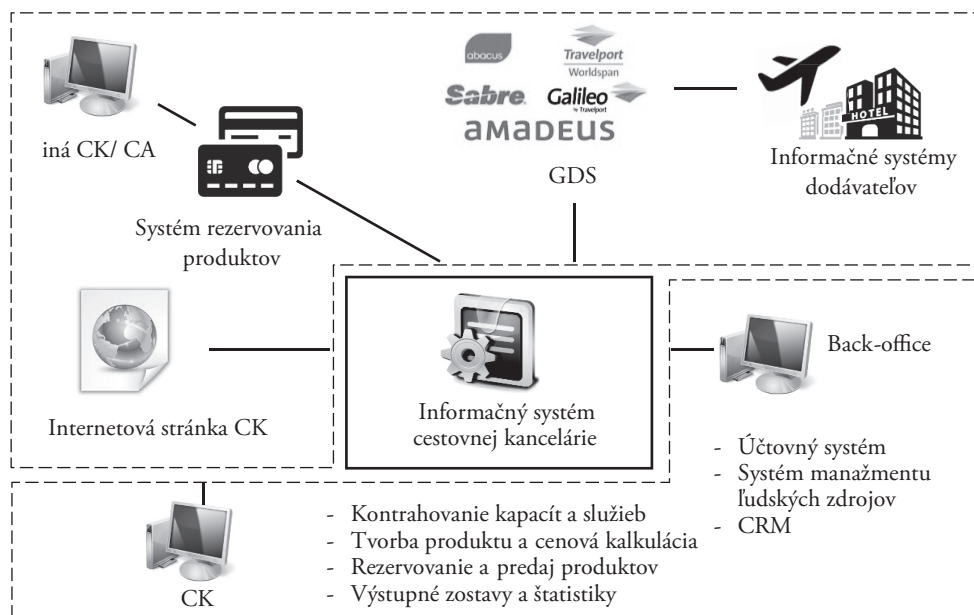 abacus
Travelport
Worldspan
Sabre.
Galileo
by Travelport
amadeus
HOTEL
iná CK/ CA
GDS
Informačné systémy
dodávateľov
Systém rezervovania
produktov
Internetová stránka CK
Informačný systém
cestovnej kancelárie
Back-office
- Účtovný systém
- Systém manažmentu
ľudských zdrojov
- CRM
CK
- Kontrahovanie kapacít a služieb
- Tvorba produktu a cenová kalkulácia
- Rezervovanie a predaj produktov
- Výstupné zostavy a štatistiky